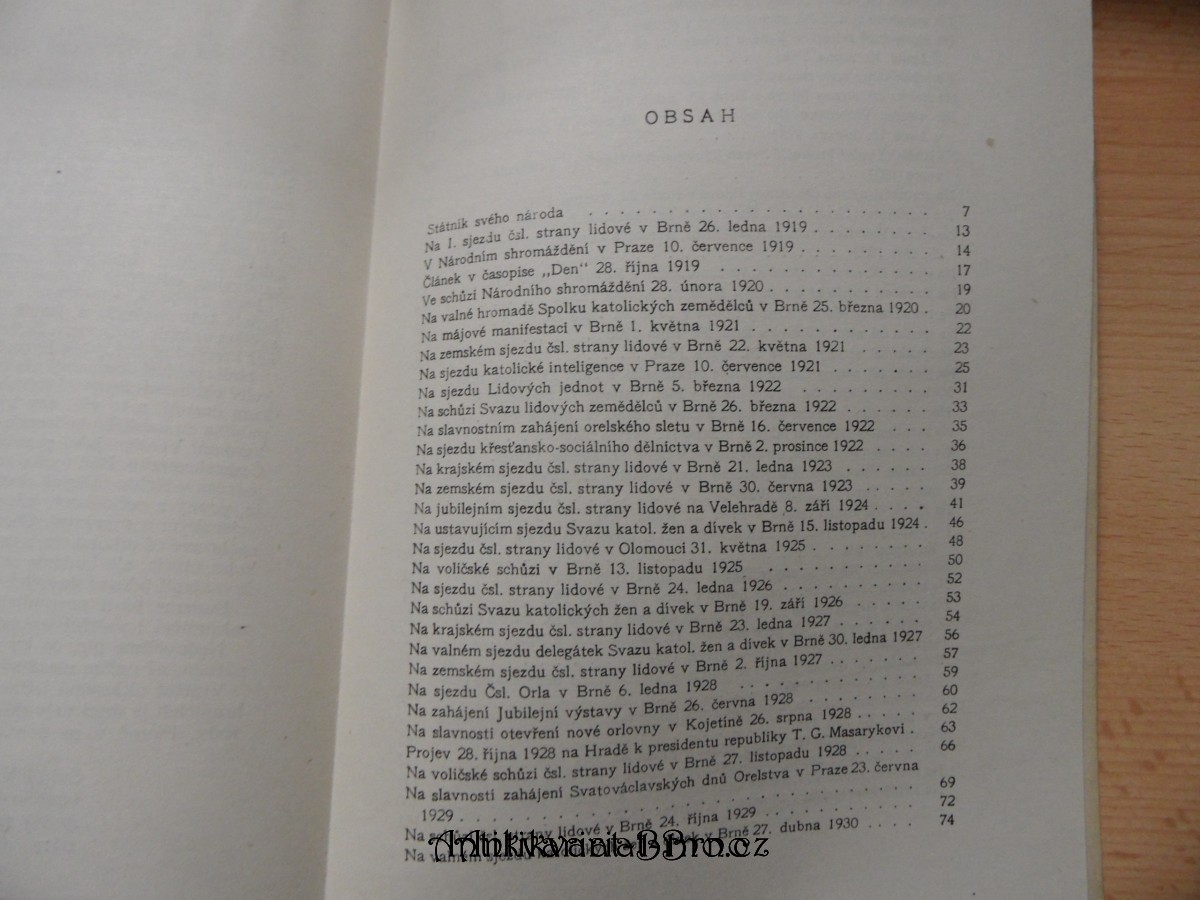 OBSAH
Státník svého národa . . . . . . . . . . . . . . . . . . 7
Na 1. sjezdu čsl. strany lidové v Brně 26. ledna 1919 . . . . . . . 13
V Národním shromáždění v Praze 10. července 1919 . . . . . . . 14
Článek v časopise „Den“ 28. října 1919 . . . . . . . . . . . 17
Ve schůzi Národního shromáždění 28. února 1920 . . . . . . . . . 19
Na valné hromadě Spolku katolických zemědělců v Brně 25. března 1920 . 20
Na májové manifestaci v Brně 1. května 1921 . . . . . . . . . . 22
Na zemském sjezdu čsl. strany lidové v Brně 22. května 1921 . . . . . 23
Na sjezdu katolické inteligence v Praze 10. července 1921 . . . . . . 25
Na sjezdu Lidových jednot v Brně 5. března 1922 . . . . . . . 31
Na schůzi Svazu lidových zemědělců v Brně 26. března 1922 . . . . . . 33
Na slavnostním zahájení orelského sletu v Brně 16. července 1922 . . . 35
Na sjezdu křesťansko-sociálního dělnictva v Brně 2. prosince 1922 . . . . 36
Na krajském sjezdu čsl. strany lidové v Brně 21. ledna 1923 . . . . . . 38
Na zemském sjezdu čsl. strany lidové v Brně 30. června 1923 . . . . . 39
Na jubilejním sjezdu čsl. strany lidové na Velehradě 8. září 1924 . . . . 41
Na ustavujícím sjezdu Svazu katol. žen a dívek v Brně 15. listopadu 1924 . 46
Na sjezdu čsl. strany lidové v Olomouci 31. května 1925 . . . . . . . 48
Na voličské schůzi v Brně 13. listopadu 1925 . . . . . . . . . 50
Na sjezdu čsl. strany lidové v Brně 24. ledna 1926 . . . . . . . . 52
Na schůzi Svazu katolických žen a dívek v Brně 19. září 1926 . . . . . 53
Na krajském sjezdu čsl. strany lidové v Brně 23. ledna 1927 . . . . . . 54
Na valném sjezdu delegátek Svazu katol. žen a dívek v Brně 30. ledna 1927 56
Na zemském sjezdu čsl. strany lidové v Brně 2. října 1927 . . . . . . 57
Na sjezdu Čsl. Orla v Brně 6. ledna 1928 . . . . . . . . . . 59
Na zahájení Jubilejní výstavy v Brně 26. června 1928 . . . . . . . 60
Na slavnosti otevření nové orlovny v Kojetíně 26. srpna 1928 . . . . . 62
Projev 28. října 1928 na Hradě k presidentu republiky T. G. Masarykovi . 63
Na voličské schůzi čsl. strany lidové v Brně 27. listopadu 1928 . . . . . 66
Na slavnosti zahájení Svatováclavských dnů Orelstva v Praze 23. června
1929 . . . . . . . . . . . . . . . . . . . . . . . 69
Na strany lidové v Brně 24. října 1929 . . . . . . . . . 72
Na valném v Brně 27. dubna 1930 . . . . 74